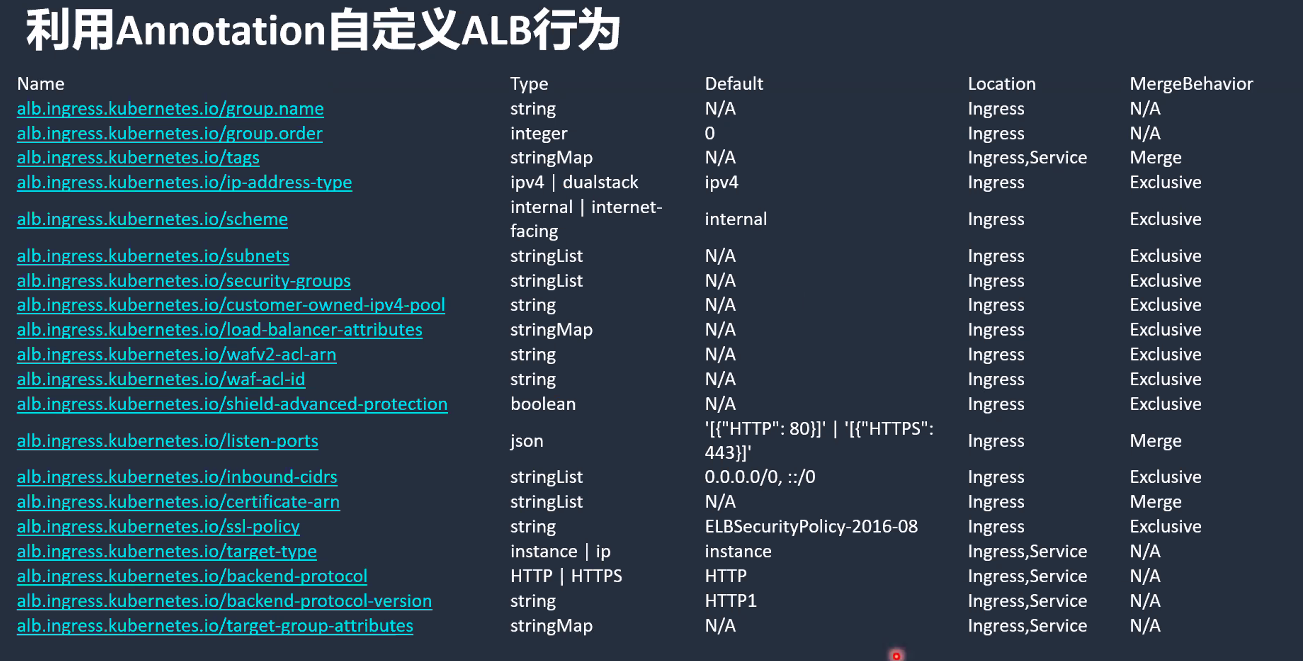 利用Annotation自定义ALB行为
Name Type Default Location MergeBehavior
alb.ingress.kubernetes.io/group.name string N/A Ingress N/A
alb.ingress.kubernetes.io/group.order integer 0 Ingress N/A
alb.ingress.kubernetes.io/tags stringMap N/A Ingress,Service Merge
alb.ingress.kubernetes.io/ip-address-type ipv4 | dualstack ipv4 Ingress Exclusive
alb.ingress.kubernetes.io/scheme internal | internet-facing internal Ingress Exclusive
alb.ingress.kubernetes.io/subnets stringList N/A Ingress Exclusive
alb.ingress.kubernetes.io/security-groups stringList N/A Ingress Exclusive
alb.ingress.kubernetes.io/customer-owned-ipv4-pool string N/A Ingress Exclusive
alb.ingress.kubernetes.io/load-balancer-attributes stringMap N/A Ingress Exclusive
alb.ingress.kubernetes.io/wafv2-acl-arn string N/A Ingress Exclusive
alb.ingress.kubernetes.io/waf-acl-id string N/A Ingress Exclusive
alb.ingress.kubernetes.io/shield-advanced-protection boolean N/A Ingress Exclusive
alb.ingress.kubernetes.io/listen-ports json '[{"HTTP": 80}]' | '[{"HTTPS": 443}]' Ingress Merge
alb.ingress.kubernetes.io/inbound-cidrs stringList 0.0.0.0/0, ::/0 Ingress Exclusive
alb.ingress.kubernetes.io/certificate-arn stringList N/A Ingress Merge
alb.ingress.kubernetes.io/ssl-policy string ELBSecurityPolicy-2016-08 Ingress Exclusive
alb.ingress.kubernetes.io/target-type instance | ip instance Ingress,Service N/A
alb.ingress.kubernetes.io/backend-protocol HTTP | HTTPS HTTP Ingress,Service N/A
alb.ingress.kubernetes.io/backend-protocol-version string HTTP1 Ingress,Service N/A
alb.ingress.kubernetes.io/target-group-attributes stringMap N/A Ingress,Service N/A